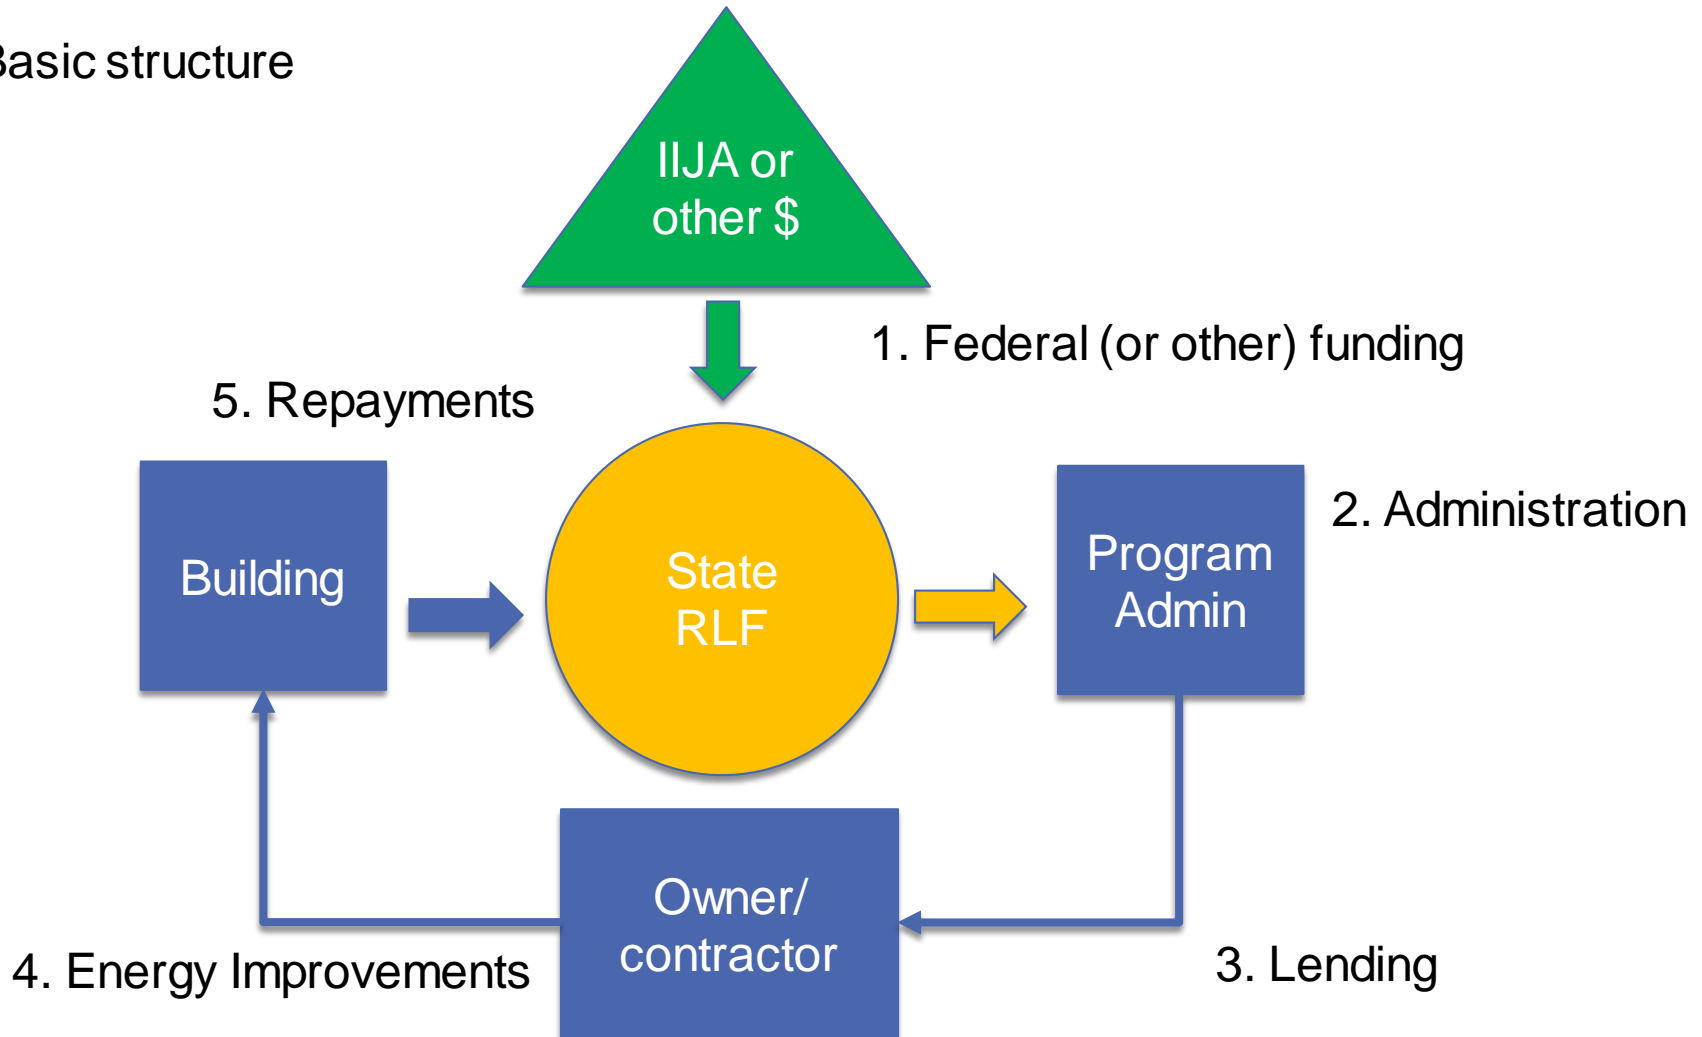 Basic structure
IIJA or
other $
1. Federal (or other) funding
5. Repayments
Building
State
RLF
Program
Admin
2. Administration
Owner/
contractor
4. Energy Improvements
3. Lending